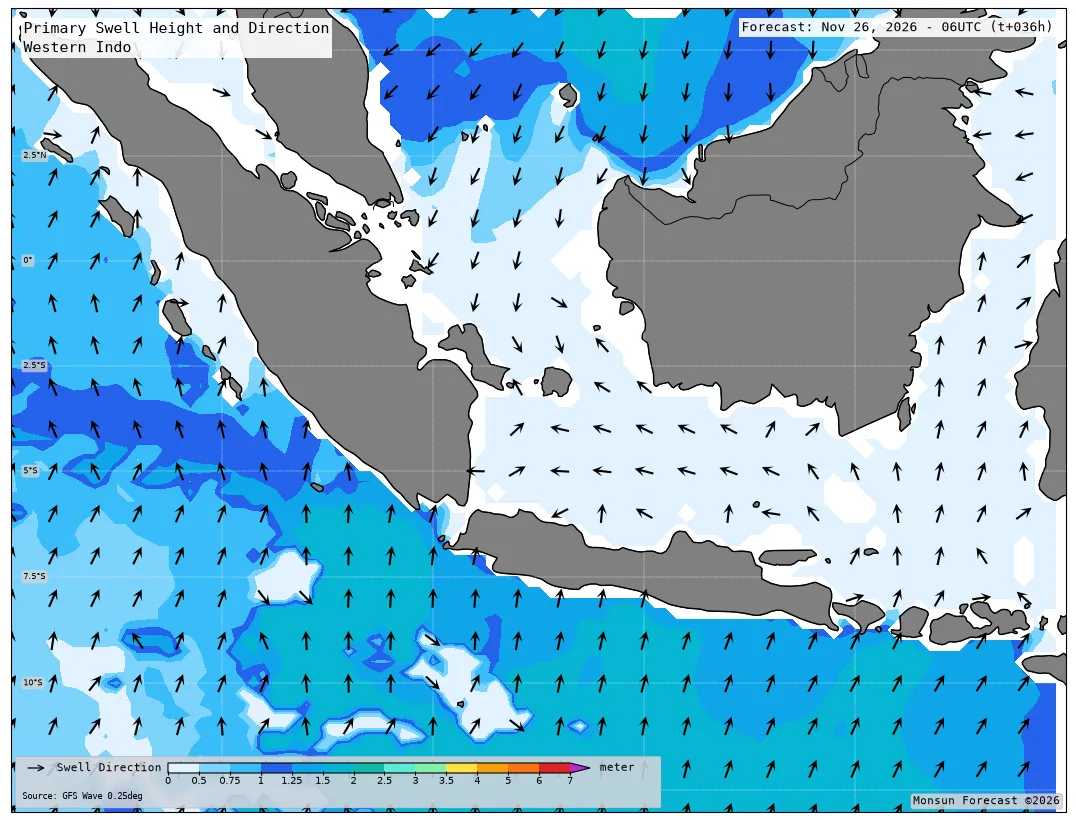 Primary Swell Height and Direction
Western Indo
Forecast: Nov 26, 2026 - 06UTC (t+036h)
2.5°N
0°
2.5°S
5°S
7.5°S
10°S
Swell Direction
0 0.5 0.75 1 1.25 1.5 2 2.5 3 3.5 4 5 6 7
meter
Source: GFS Wave 0.25deg
Monsun Forecast ©2026